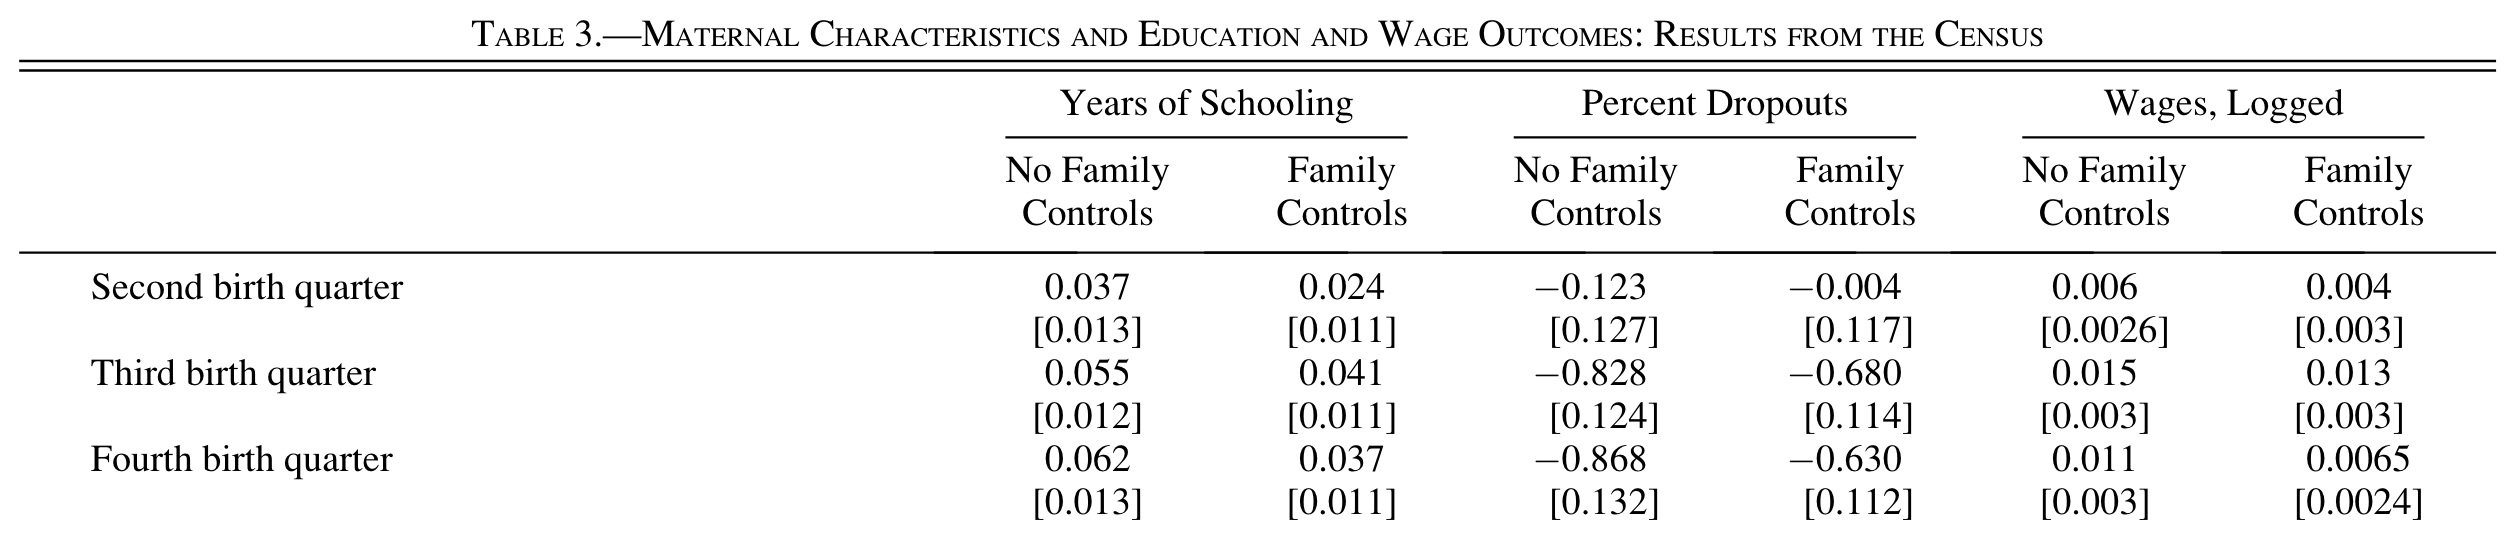 TABLE 3.—MATERNAL CHARACTERISTICS AND EDUCATION AND WAGE OUTCOMES: RESULTS FROM THE CENSUS
Years of Schooling Percent Dropouts Wages, Logged
No Family Family No Family Family No Family Family
Controls Controls Controls Controls Controls Controls
Second birth quarter 0.037 0.024 −0.123 −0.004 0.006 0.004
[0.013] [0.011] [0.127] [0.117] [0.0026] [0.003]
Third birth quarter 0.055 0.041 −0.828 −0.680 0.015 0.013
[0.012] [0.011] [0.124] [0.114] [0.003] [0.003]
Fourth birth quarter 0.062 0.037 −0.868 −0.630 0.011 0.0065
[0.013] [0.011] [0.132] [0.112] [0.003] [0.0024]